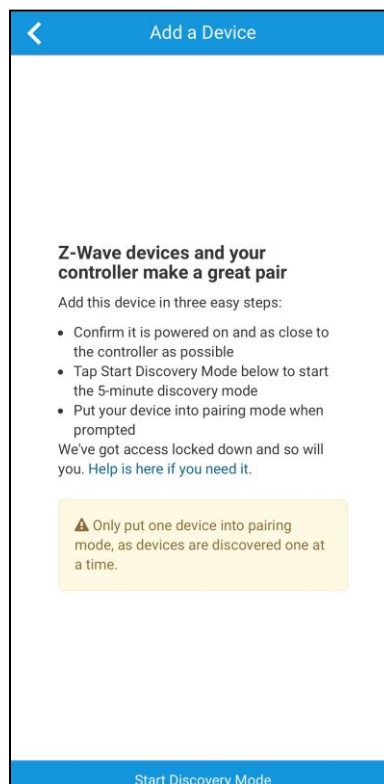 Add a Device
Z-Wave devices and your
controller make a great pair
Add this device in three easy steps:
• Confirm it is powered on and as close to
the controller as possible
• Tap Start Discovery Mode below to start
the 5-minute discovery mode
• Put your device into pairing mode when
prompted
We've got access locked down and so will
you. Help is here if you need it.
Only put one device into pairing
mode, as devices are discovered one at
a time.
Start Discovery Mode